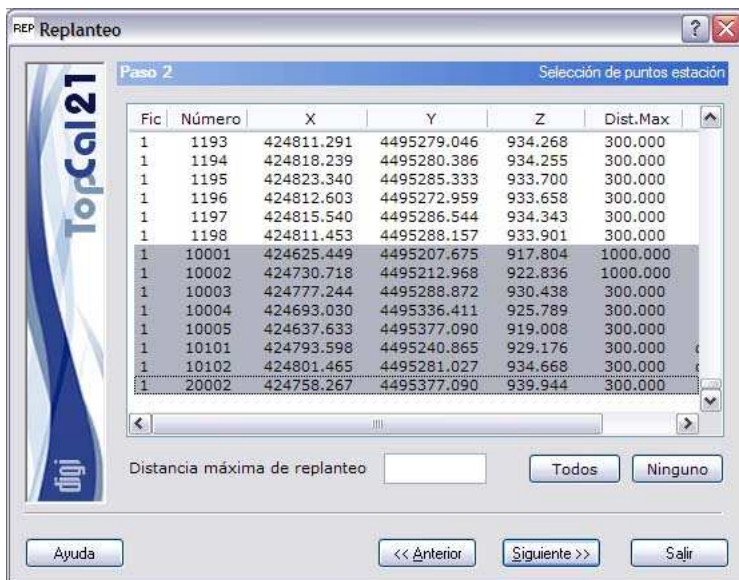 REP Replanteo
Paso 2
Selección de puntos estación
TopCal21
digi
Fic Número X Y Z Dist.Max
1 1193 424811.291 4495279.046 934.268 300.000
1 1194 424818.239 4495280.386 934.255 300.000
1 1195 424823.340 4495285.333 933.700 300.000
1 1196 424812.603 4495272.959 933.658 300.000
1 1197 424815.540 4495286.544 934.343 300.000
1 1198 424811.453 4495288.157 933.901 300.000
1 10001 424625.449 4495207.675 917.804 1000.000
1 10002 424730.718 4495212.968 922.836 1000.000
1 10003 424777.244 4495288.872 930.438 300.000
1 10004 424693.030 4495336.411 925.789 300.000
1 10005 424637.633 4495377.090 919.008 300.000
1 10101 424793.598 4495240.865 929.176 300.000
1 10102 424801.465 4495281.027 934.668 300.000
1 20002 424758.267 4495377.090 939.944 300.000
Distancia máxima de replanteo
Todos Ninguno
Ayuda << Anterior Siguiente >> Salir